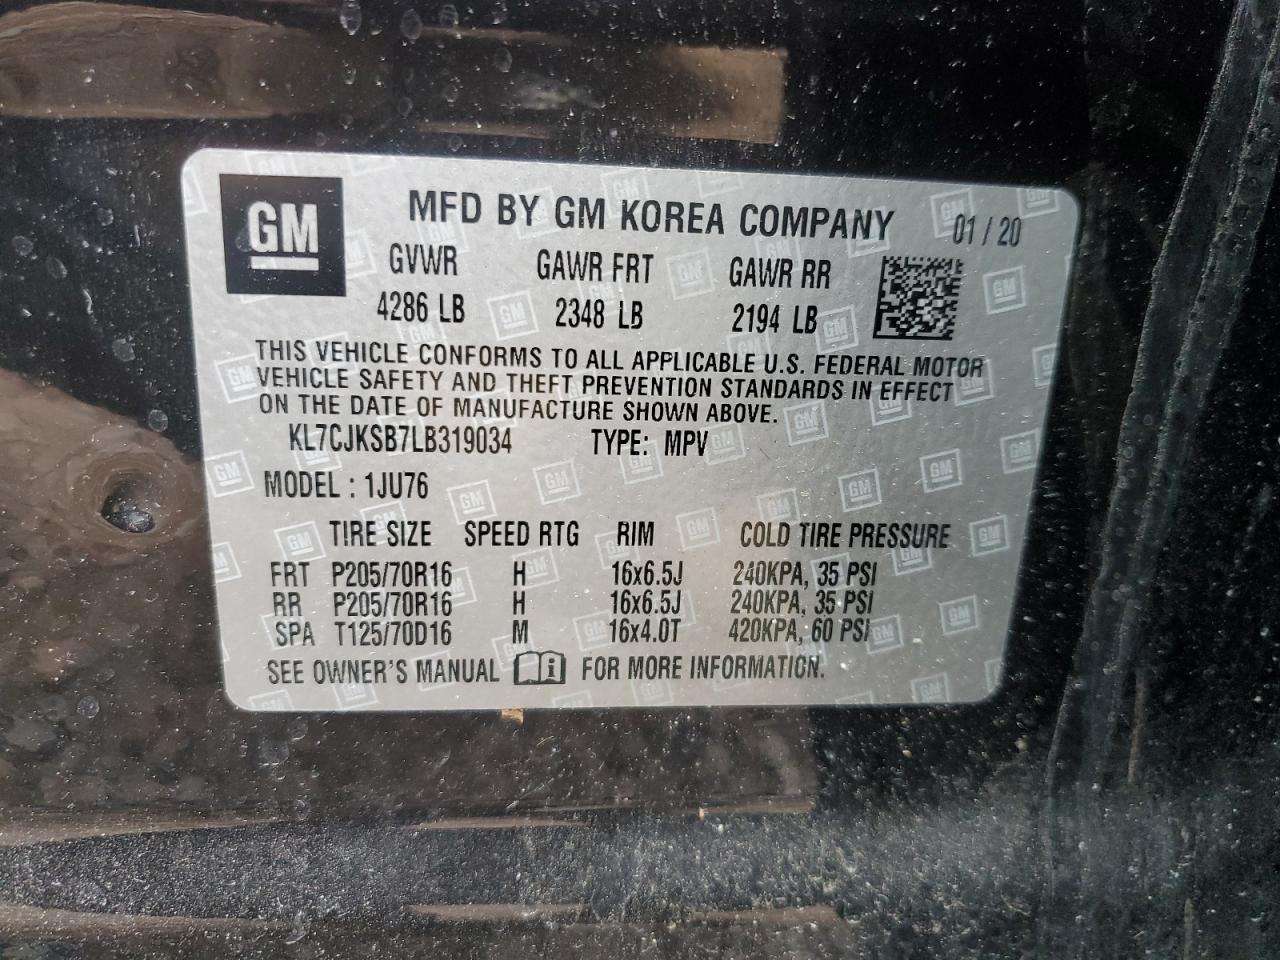 GM MFD BY GM KOREA COMPANY 01 / 20
GVWR GAWR FRT GAWR RR
4286 LB 2348 LB 2194 LB
THIS VEHICLE CONFORMS TO ALL APPLICABLE U.S. FEDERAL MOTOR
VEHICLE SAFETY AND THEFT PREVENTION STANDARDS IN EFFECT
ON THE DATE OF MANUFACTURE SHOWN ABOVE.
KL7CJKSB7LB319034 TYPE: MPV
MODEL : 1JU76
TIRE SIZE SPEED RTG RIM COLD TIRE PRESSURE
FRT P205/70R16 H 16x6.5J 240KPA, 35 PSI
RR P205/70R16 H 16x6.5J 240KPA, 35 PSI
SPA T125/70D16 M 16x4.0T 420KPA, 60 PSI
SEE OWNER'S MANUAL i FOR MORE INFORMATION.